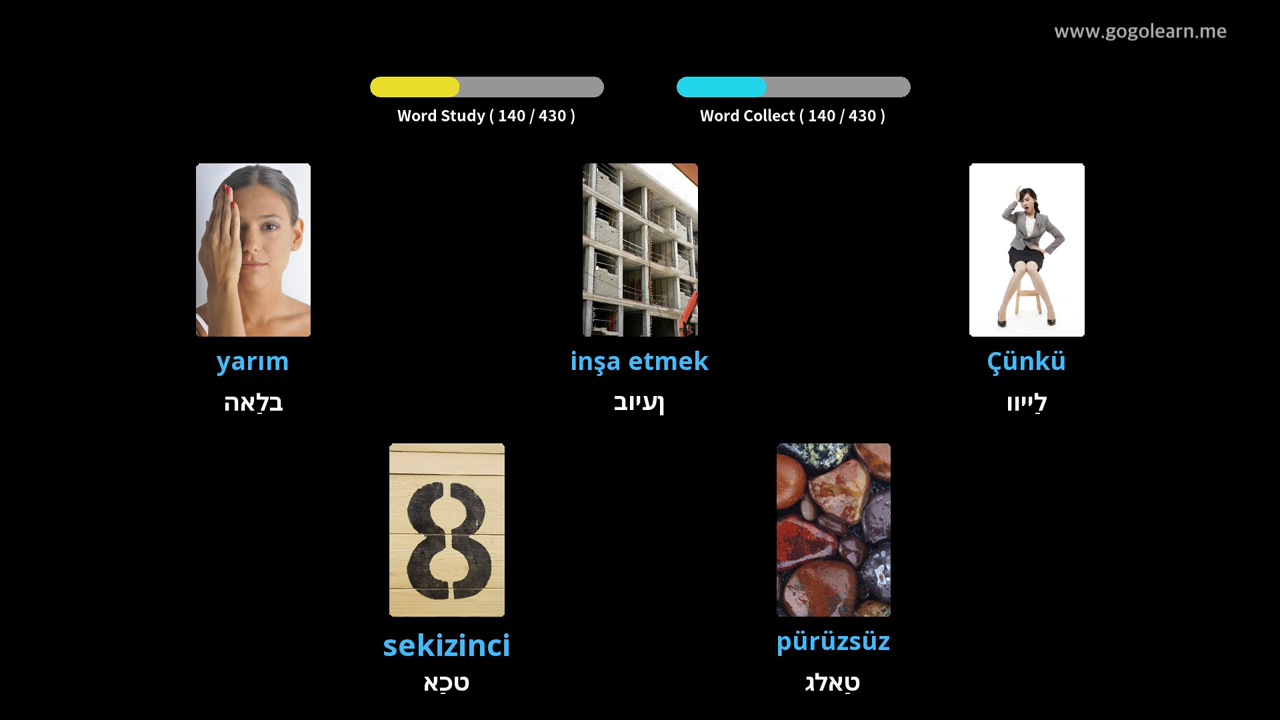 www.gogolearn.me
Word Study ( 140 / 430 )
Word Collect ( 140 / 430 )
yarım
בלַאה
inşa etmek
ןעיוב
Çünkü
לַייוו
sekizinci
טכַא
pürüzsüz
טַאלג